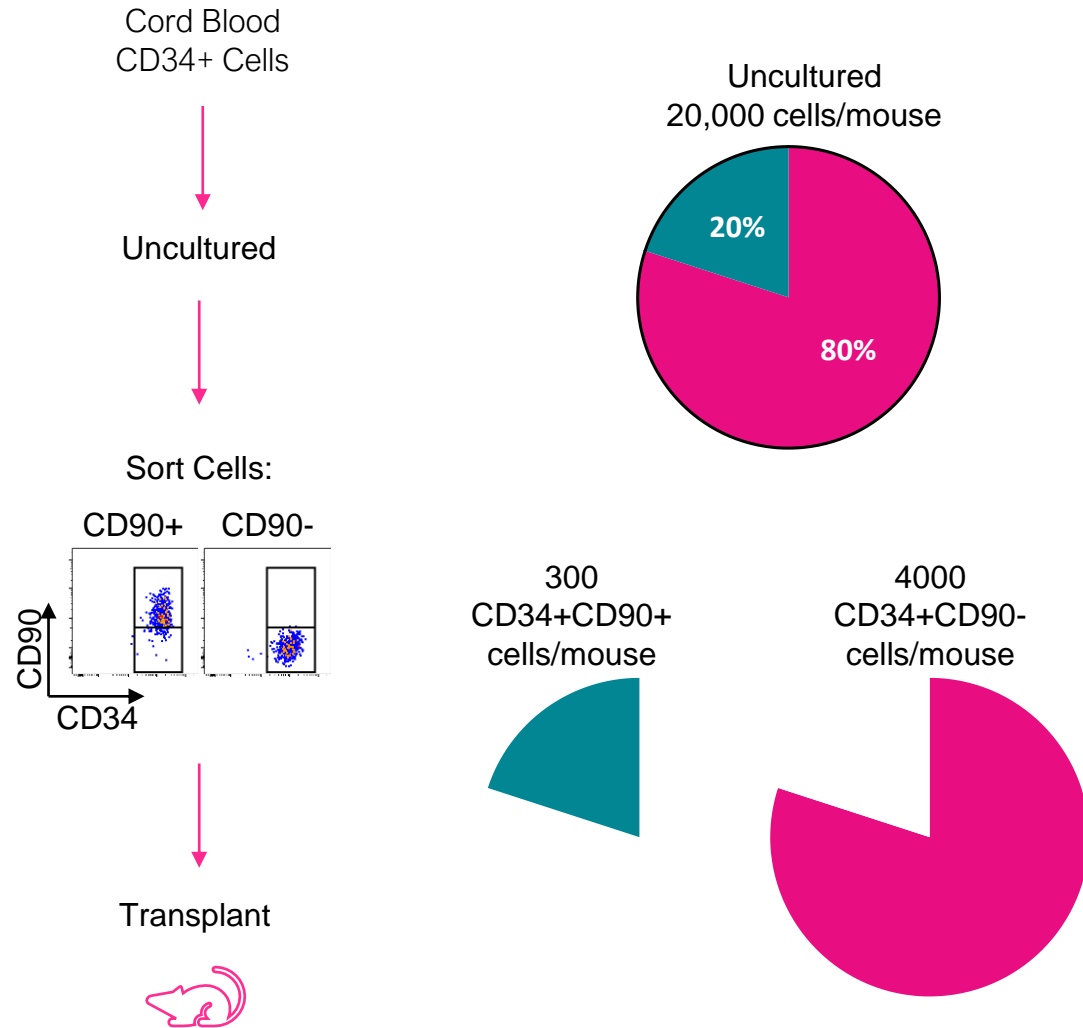 Cord Blood
CD34+ Cells
Uncultured
Sort Cells:
CD90+
CD90-
CD90
CD34
Transplant
Uncultured
20,000 cells/mouse
20%
80%
300
CD34+CD90+
cells/mouse
4000
CD34+CD90-
cells/mouse